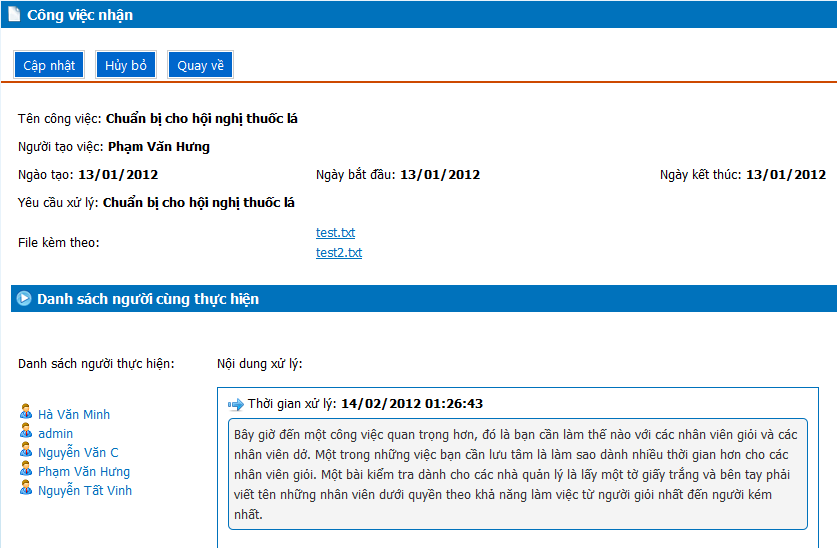 Công việc nhận
Cập nhật Hủy bỏ Quay về
Tên công việc: Chuẩn bị cho hội nghị thuốc lá
Người tạo việc: Phạm Văn Hưng
Ngào tạo: 13/01/2012 Ngày bắt đầu: 13/01/2012 Ngày kết thúc: 13/01/2012
Yêu cầu xử lý: Chuẩn bị cho hội nghị thuốc lá
File kèm theo:
test.txt
test2.txt
Danh sách người cùng thực hiện
Danh sách người thực hiện:
Hà Văn Minh
admin
Nguyễn Văn C
Phạm Văn Hưng
Nguyễn Tất Vinh
Nội dung xử lý:
Thời gian xử lý: 14/02/2012 01:26:43
Bây giờ đến một công việc quan trọng hơn, đó là bạn cần làm thế nào với các nhân viên giỏi và các
nhân viên dở. Một trong những việc bạn cần lưu tâm là làm sao dành nhiều thời gian hơn cho các
nhân viên giỏi. Một bài kiểm tra dành cho các nhà quản lý là lấy một tờ giấy trắng và bên tay phải
viết tên những nhân viên dưới quyền theo khả năng làm việc từ người giỏi nhất đến người kém
nhất.